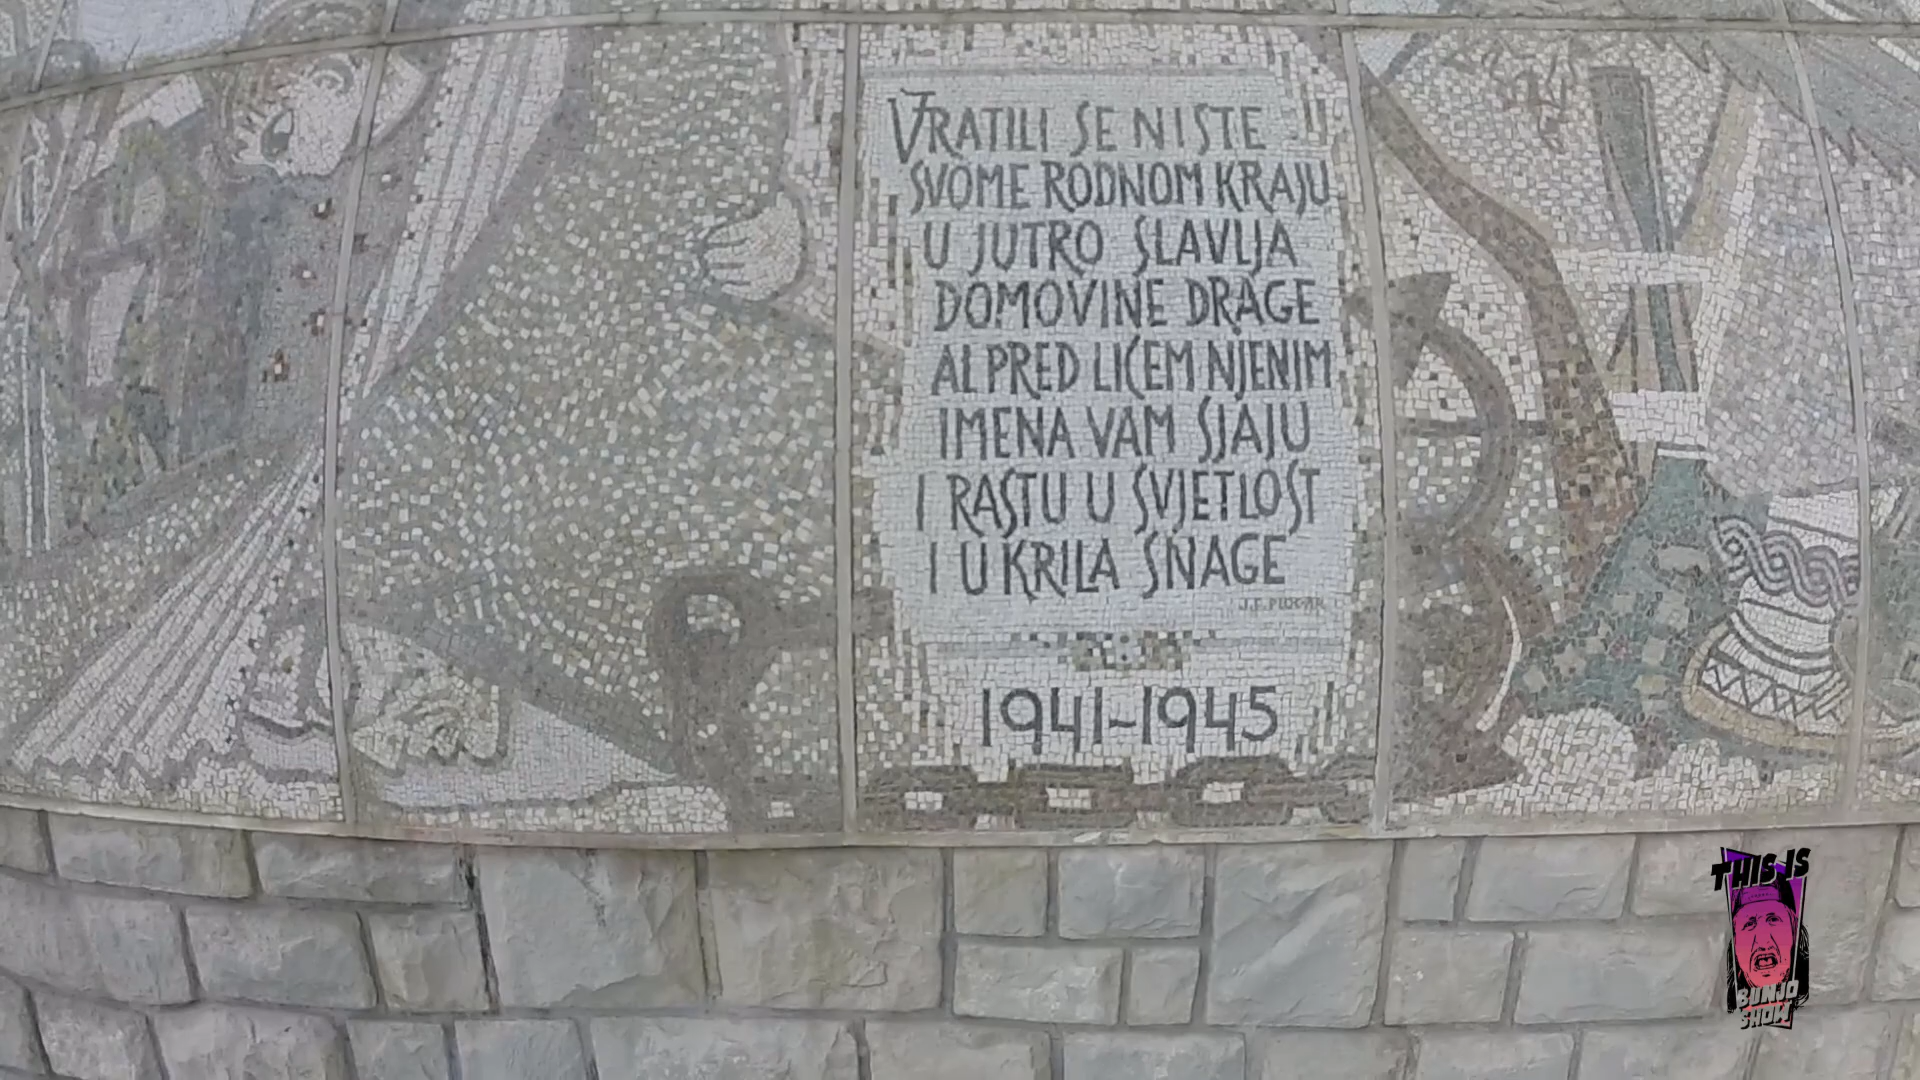 VRATILI SE NISTE
SVOME RODNOM KRAJU
U JUTRO SLAVLJA
DOMOVINE DRAGE
AL PRED LICEM NJENIM
IMENA VAM SJAJU
I RASTU U SVJETLOST
I U KRILA SNAGE
J.F.
1941-1945
THIS IS
BUNJO
SHOW